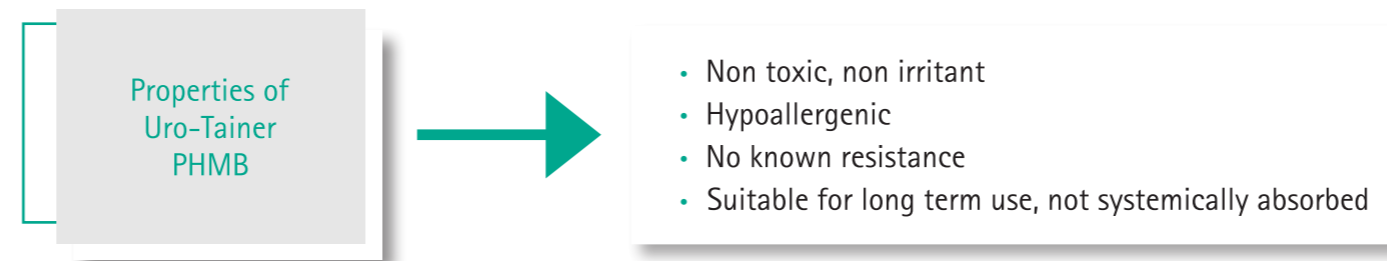 Properties of
Uro-Tainer
PHMB
• Non toxic, non irritant
• Hypoallergenic
• No known resistance
• Suitable for long term use, not systemically absorbed